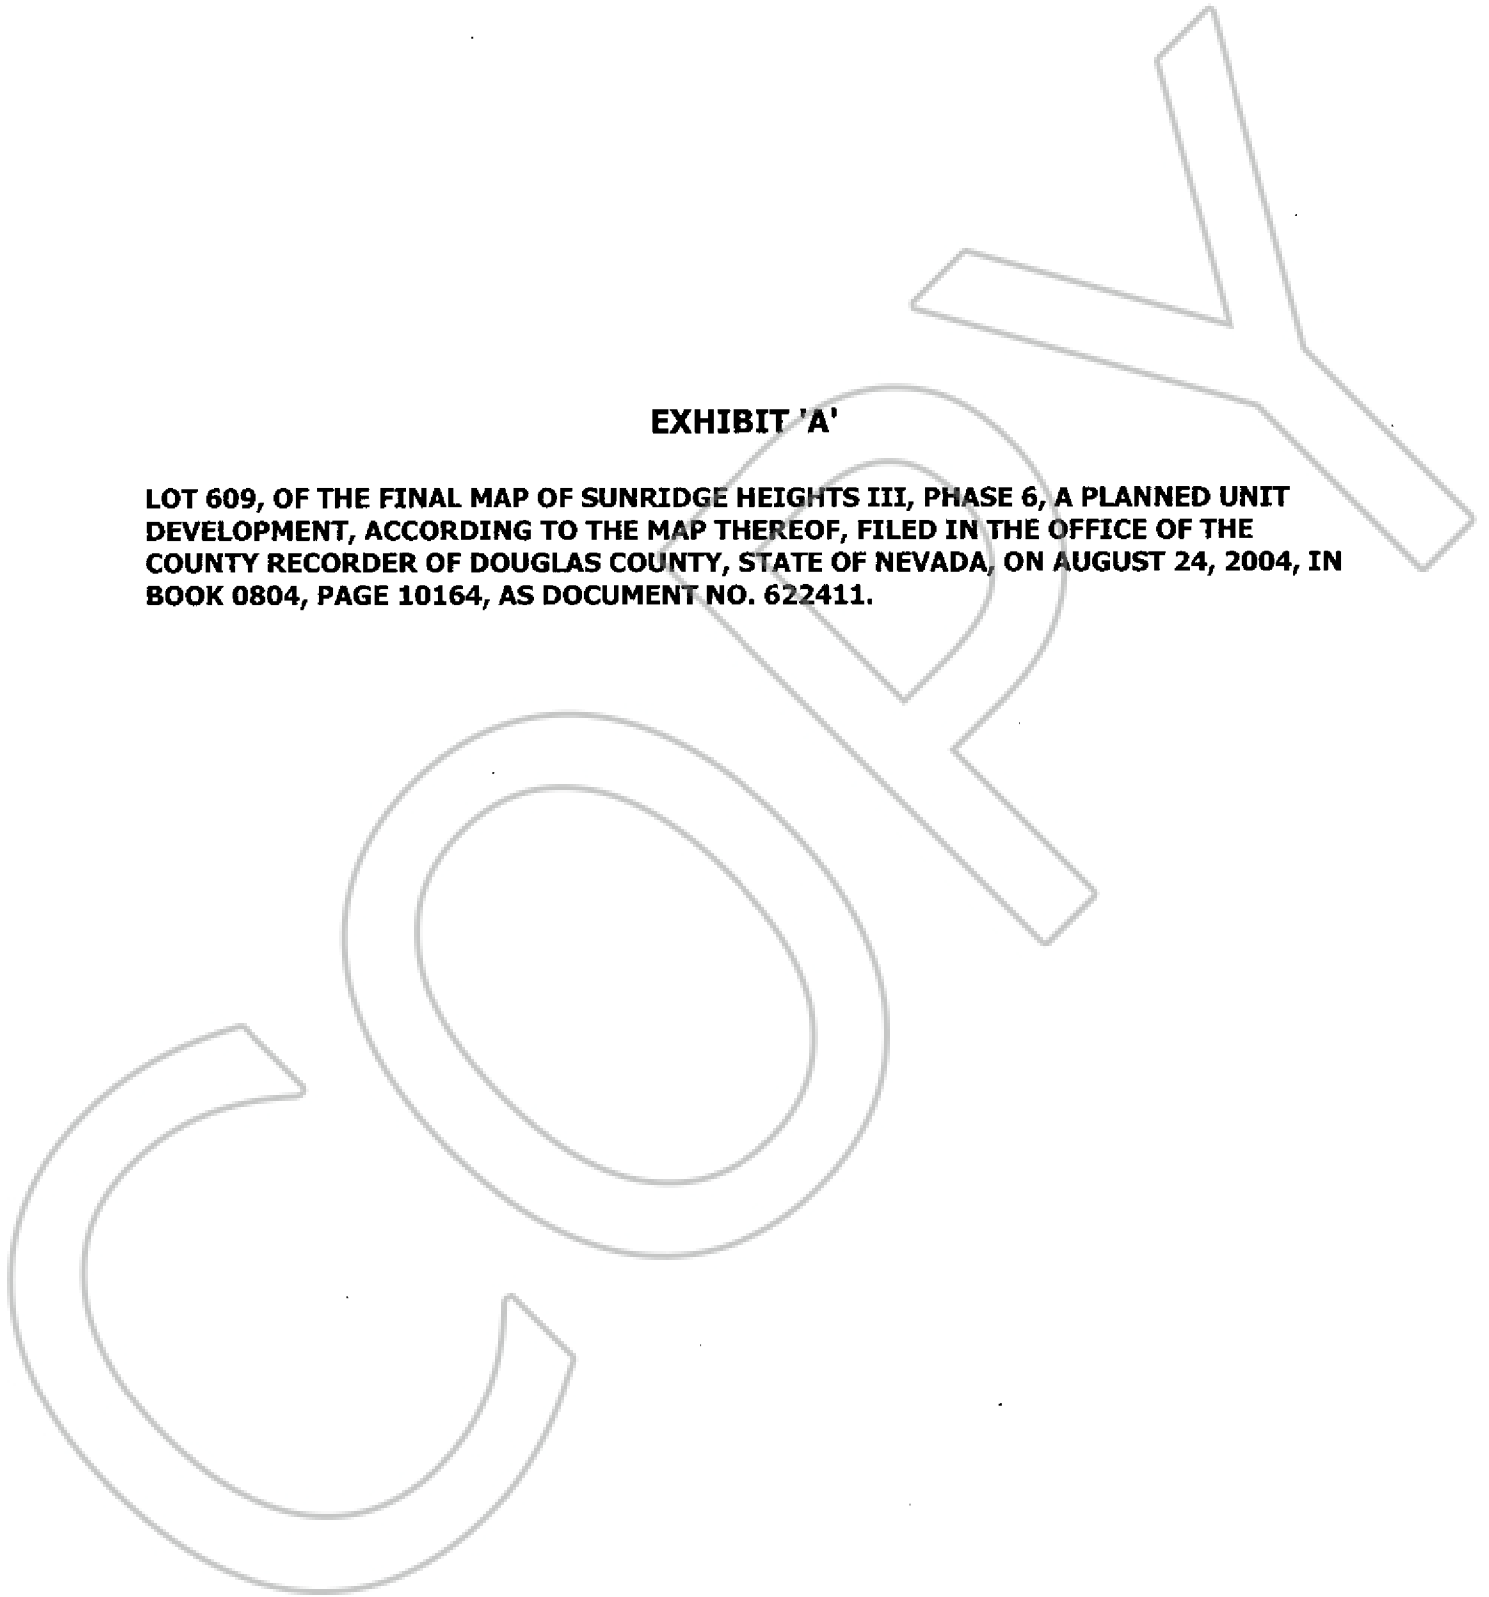 EXHIBIT 'A'
LOT 609, OF THE FINAL MAP OF SUNRIDGE HEIGHTS III, PHASE 6, A PLANNED UNIT
DEVELOPMENT, ACCORDING TO THE MAP THEREOF, FILED IN THE OFFICE OF THE
COUNTY RECORDER OF DOUGLAS COUNTY, STATE OF NEVADA, ON AUGUST 24, 2004, IN
BOOK 0804, PAGE 10164, AS DOCUMENT NO. 622411.
COPY